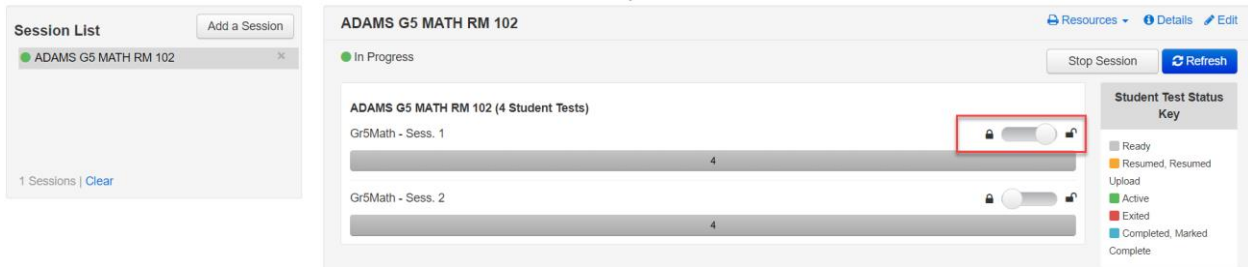 Session List
Add a Session
ADAMS G5 MATH RM 102
1 Sessions | Clear
ADAMS G5 MATH RM 102
Resources
Details
Edit
In Progress
Stop Session
Refresh
ADAMS G5 MATH RM 102 (4 Student Tests)
Gr5Math - Sess. 1
4
Gr5Math - Sess. 2
4
Student Test Status
Key
Ready
Resumed, Resumed
Upload
Active
Exited
Completed, Marked
Complete